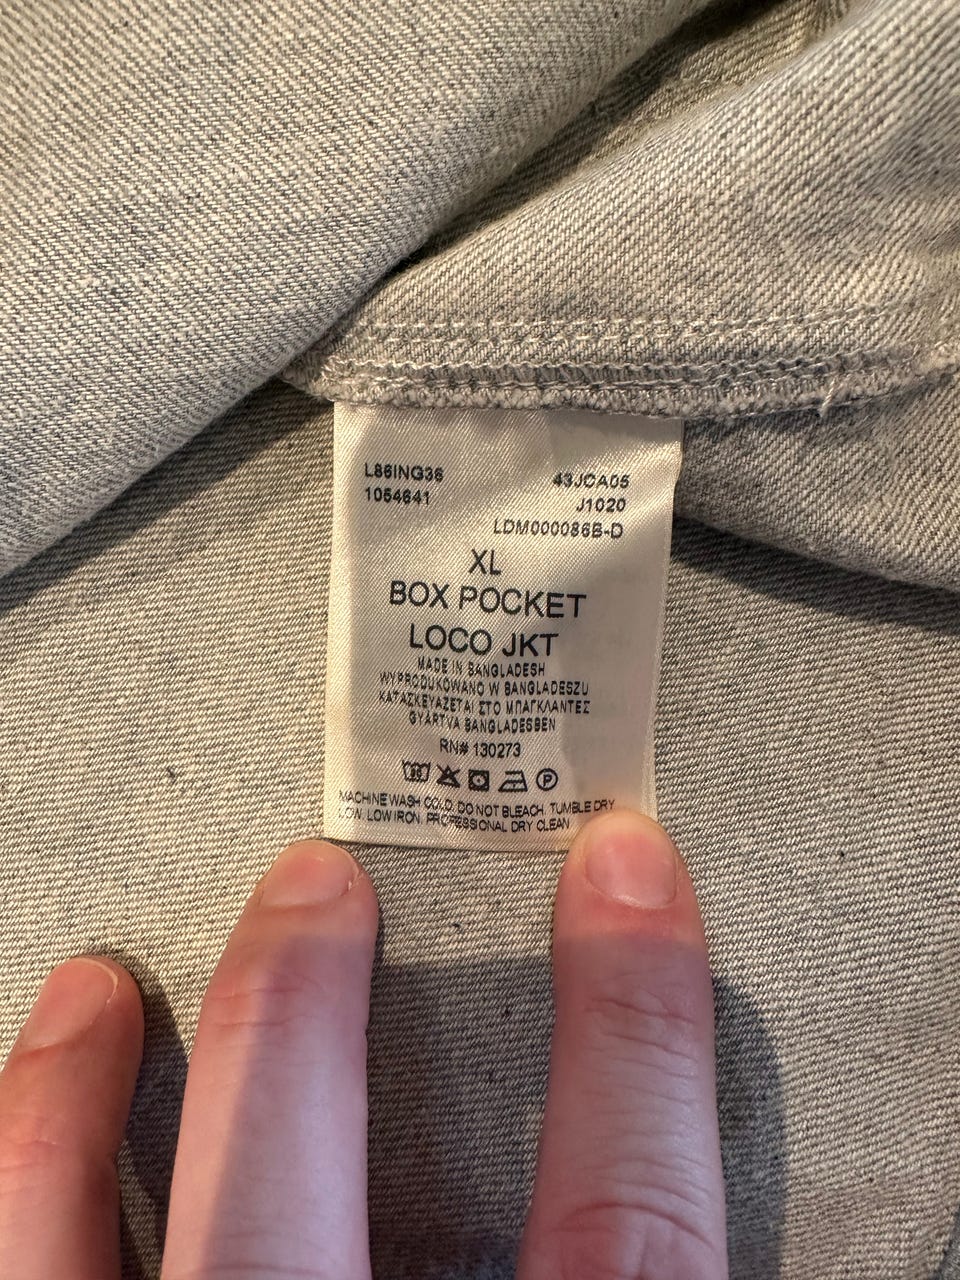 L86ING36 43JCA05
1054641 J1020
LDM000086B-D
XL
BOX POCKET
LOCO JKT
MADE IN BANGLADESH
WYPRODUKOWANO W BANGLADESZU
ΚΑΤΑΣΚΕΥΑΖΕΤΑΙ ΣΤΟ ΜΠΑΓΚΛΑΝΤΕΣ
GYÁRTVA BANGLADESBEN
RN# 130273
30 P
MACHINE WASH COLD, DO NOT BLEACH, TUMBLE DRY
LOW, LOW IRON, PROFESSIONAL DRY CLEAN